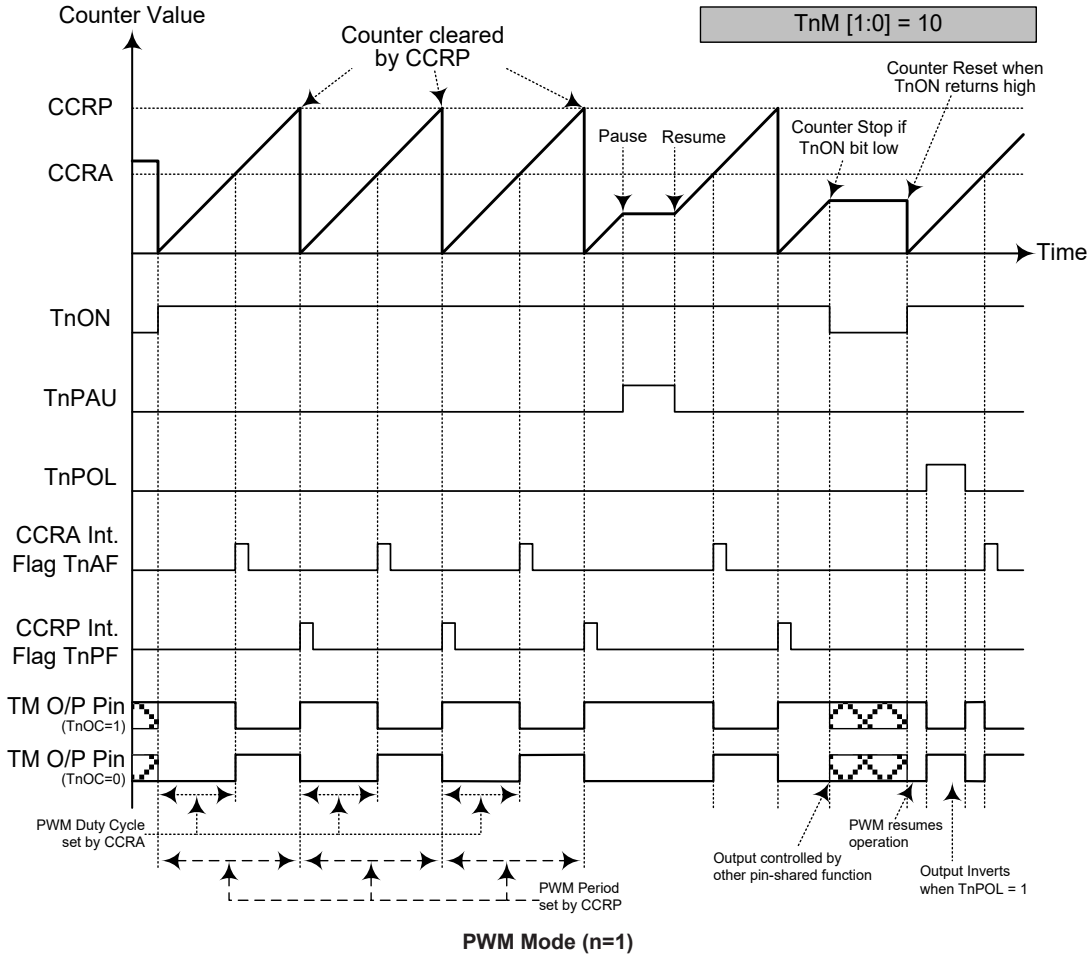 Counter Value
TnM [1:0] = 10
Counter cleared
by CCRP
Counter Reset when
TnON returns high
CCRP
Pause
Resume
Counter Stop if
TnON bit low
CCRA
Time
TnON
TnPAU
TnPOL
CCRA Int.
Flag TnAF
CCRP Int.
Flag TnPF
TM O/P Pin
(TnOC=1)
TM O/P Pin
(TnOC=0)
PWM Duty Cycle
set by CCRA
PWM resumes
operation
Output controlled by
other pin-shared function
Output Inverts
when TnPOL = 1
PWM Period
set by CCRP
PWM Mode (n=1)